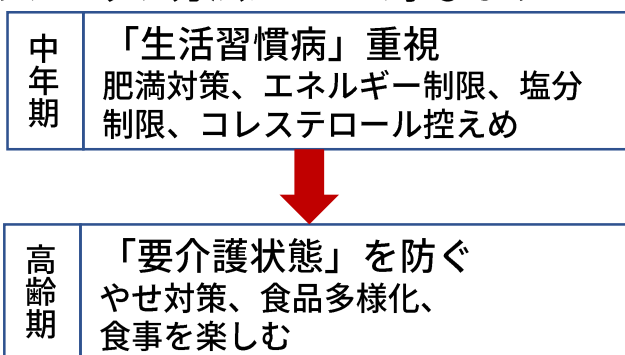 中年期
「生活習慣病」重視
肥満対策、エネルギー制限、塩分
制限、コレステロール控えめ
高齢期
「要介護状態」を防ぐ
やせ対策、食品多様化、
食事を楽しむ